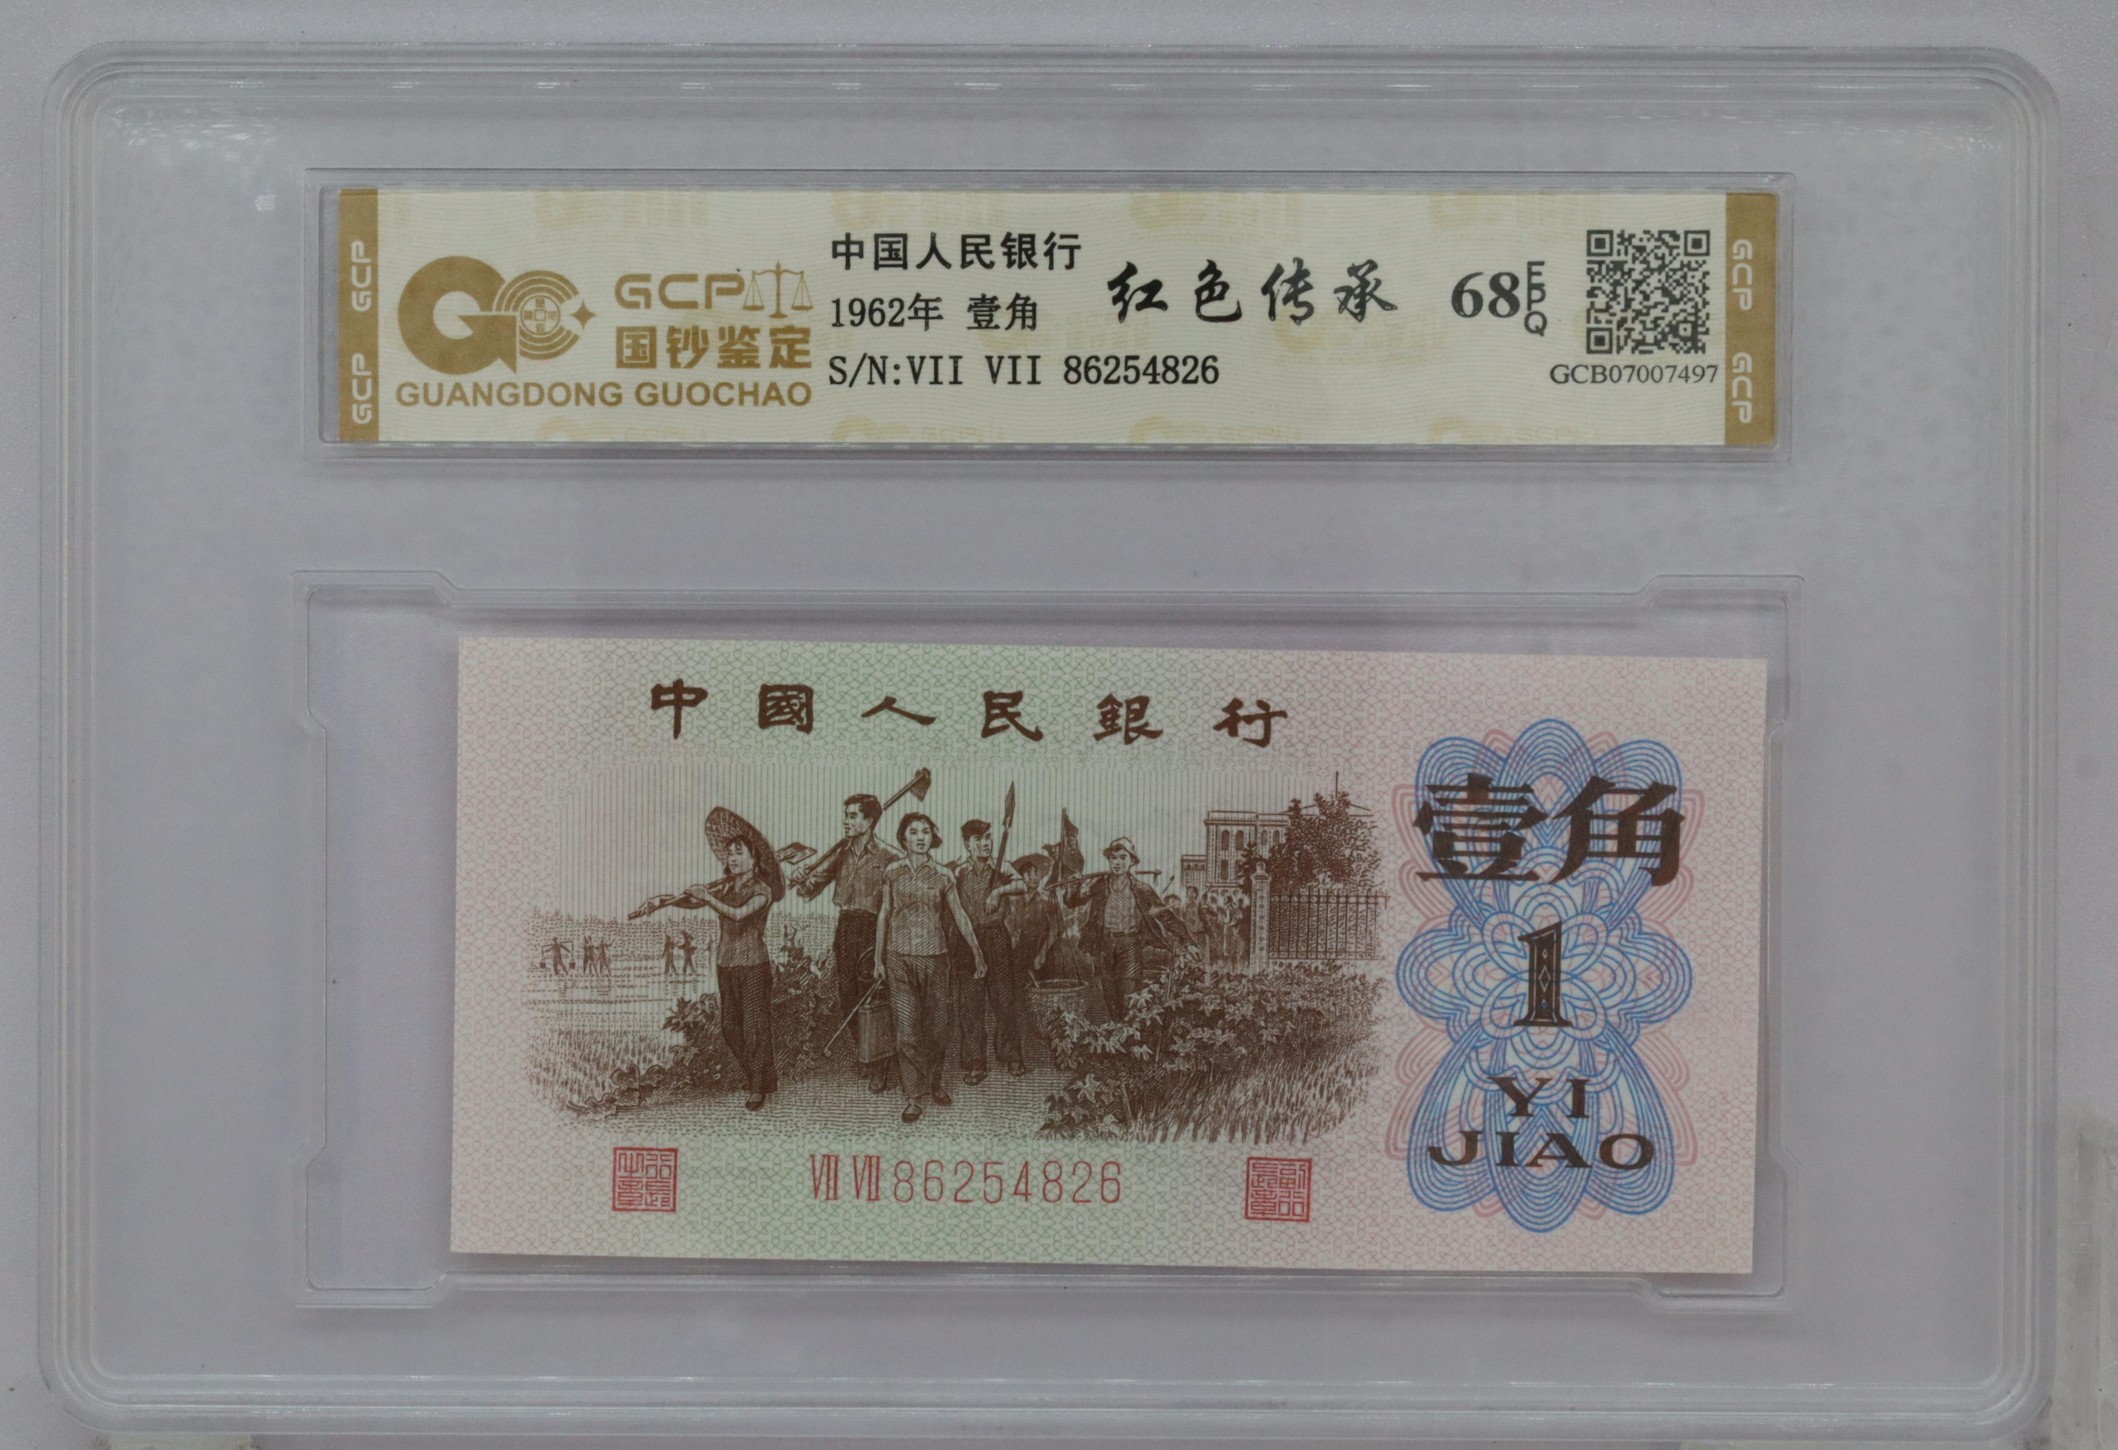 GCP GCP
GCP
国钞鉴定
GUANGDONG GUOCHAO
中国人民银行
1962年 壹角
S/N:VII VII 86254826
红色传承
68 EPQ
GCB07007497
GCP GCP
中國人民銀行
壹角
1
YI
JIAO
VII VII 86254826